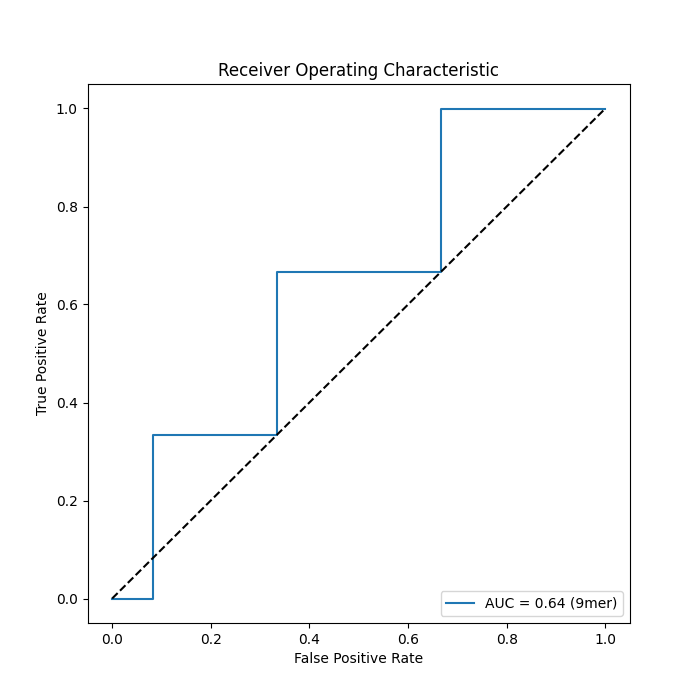 Receiver Operating Characteristic
True Positive Rate
1.0
0.8
0.6
0.4
0.2
0.0
0.0 0.2 0.4 0.6 0.8 1.0
False Positive Rate
AUC = 0.64 (9mer)